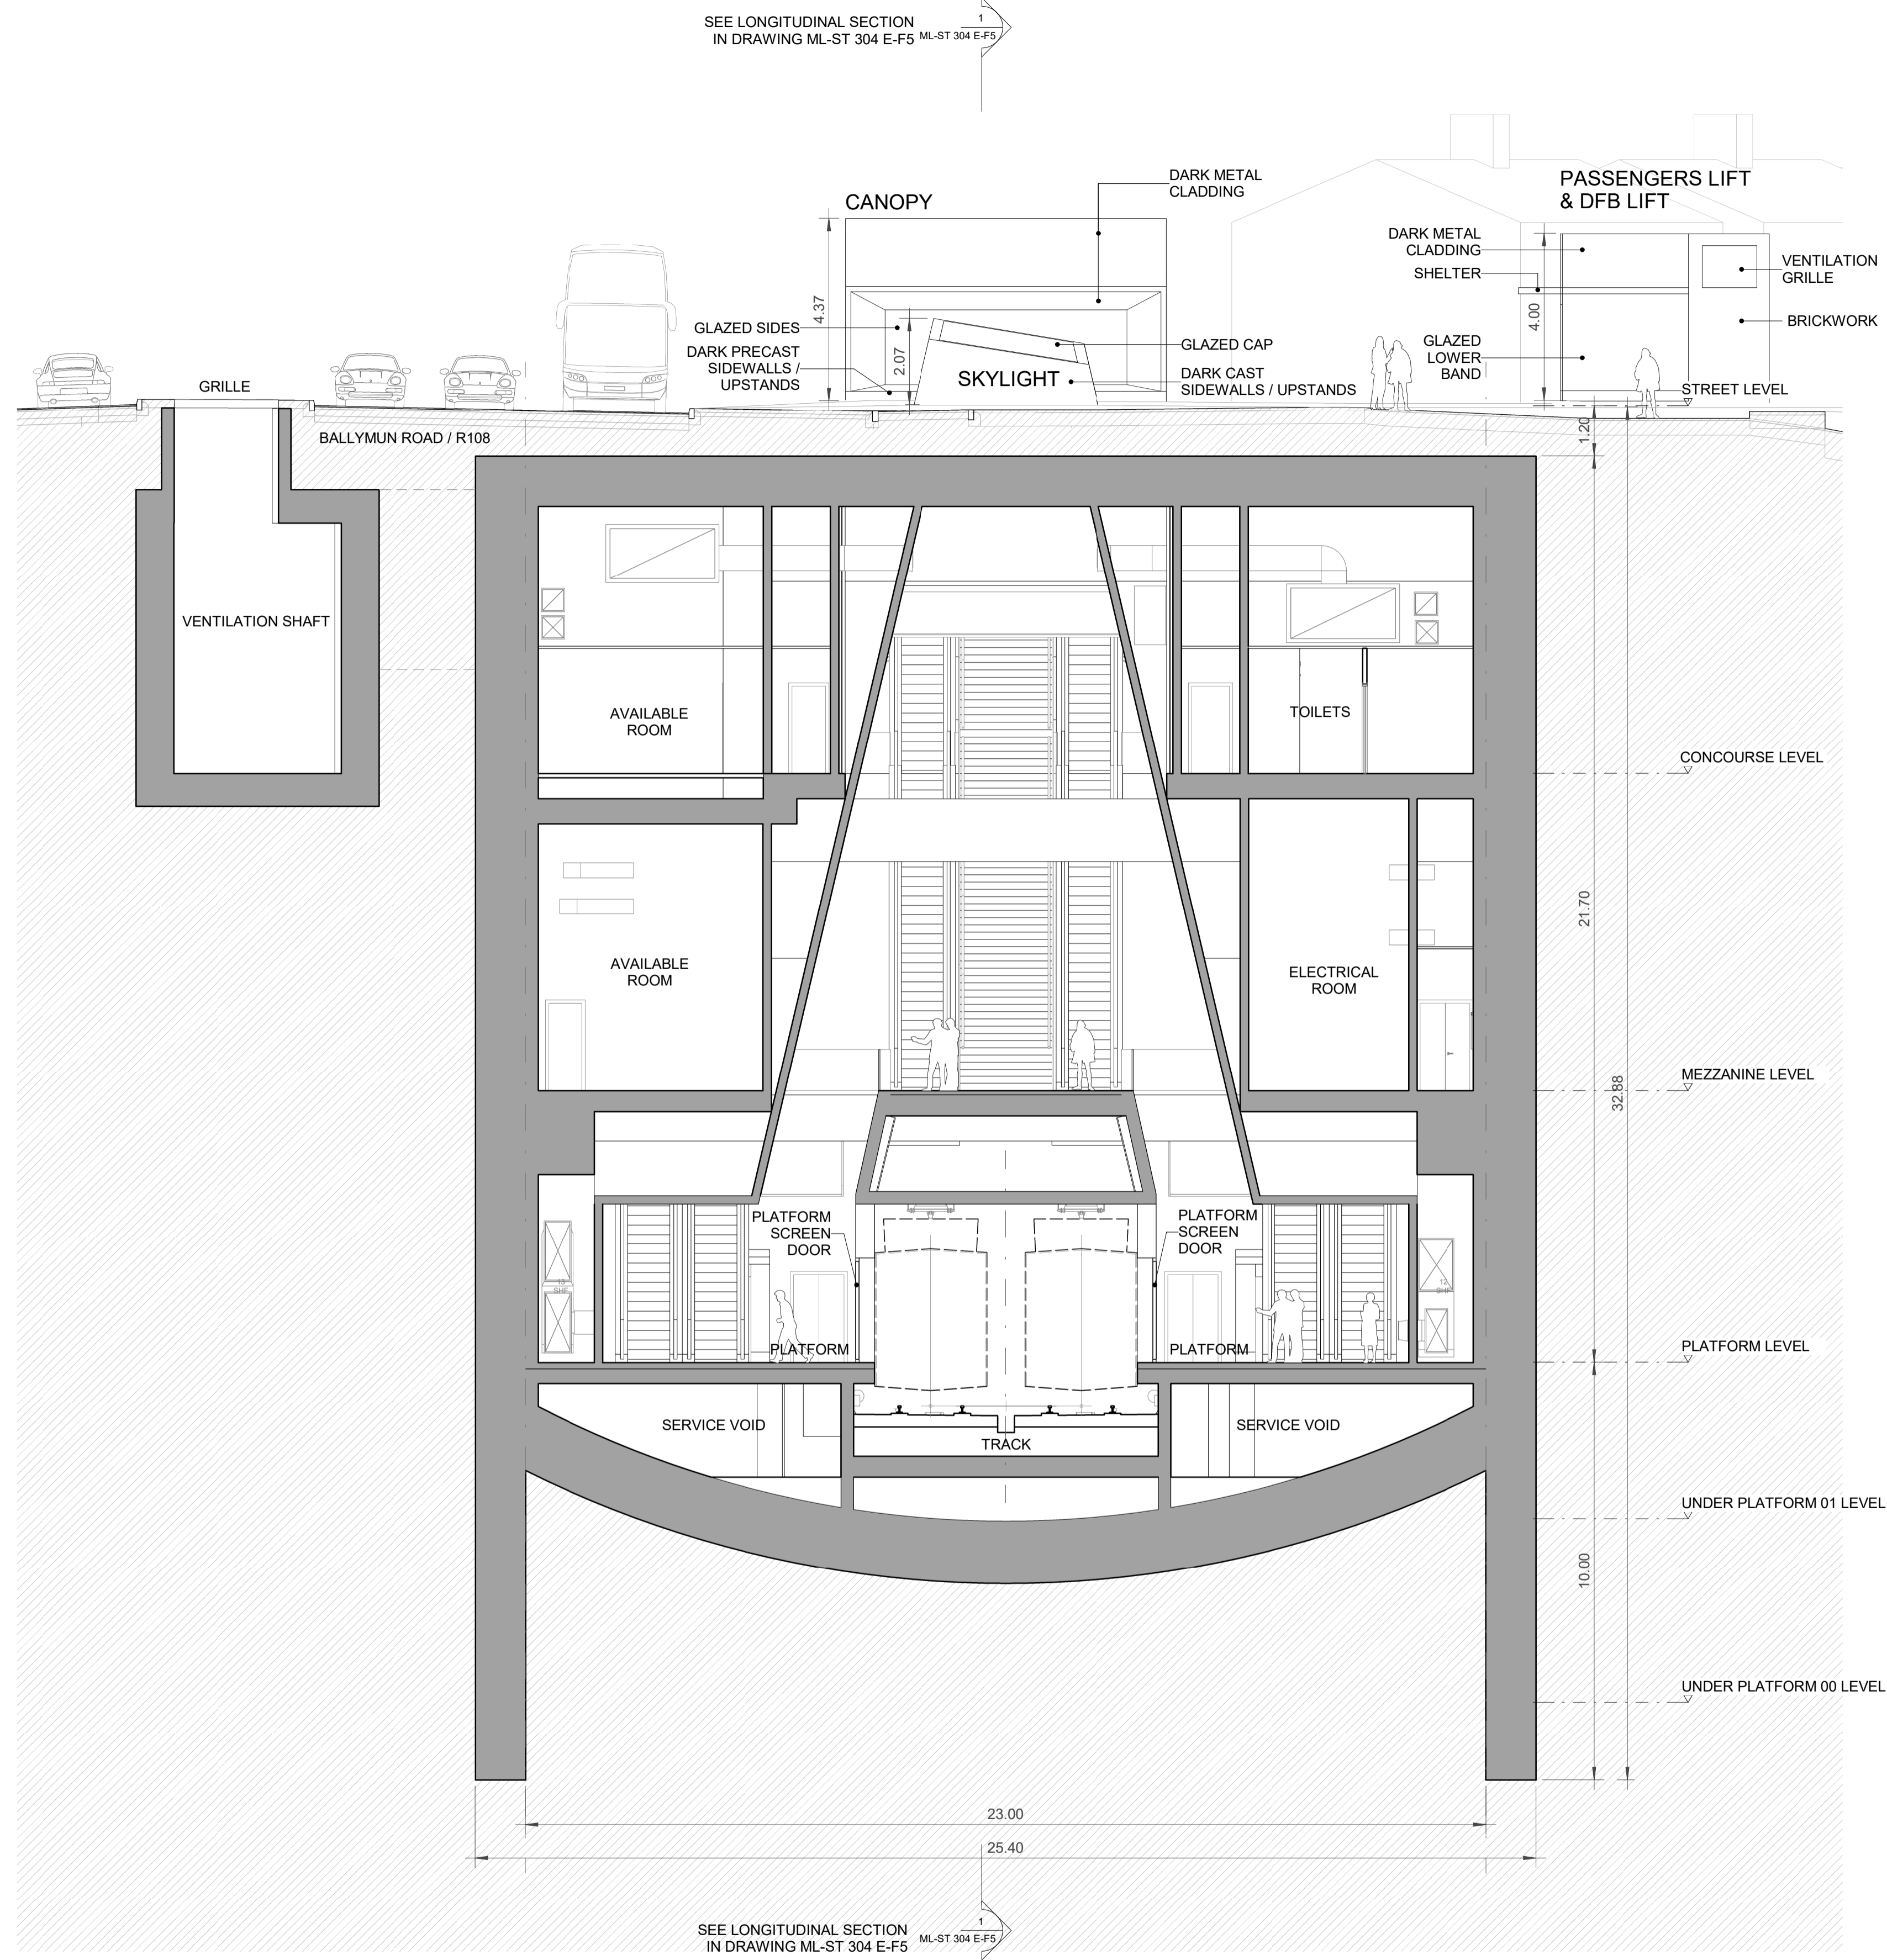 SEE LONGITUDINAL SECTION
IN DRAWING ML-ST 304 E-F5
1
ML-ST 304 E-F5
CANOPY
DARK METAL
CLADDING
PASSENGERS LIFT
& DFB LIFT
DARK METAL
CLADDING
SHELTER
VENTILATION
GRILLE
4.37
4.00
GLAZED SIDES
2.07
BRICKWORK
DARK PRECAST
SIDEWALLS /
UPSTANDS
GLAZED CAP
GLAZED
LOWER
BAND
SKYLIGHT
DARK CAST
SIDEWALLS / UPSTANDS
GRILLE
STREET LEVEL
BALLYMUN ROAD / R108
1.20
VENTILATION SHAFT
AVAILABLE
ROOM
TOILETS
CONCOURSE LEVEL
21.70
AVAILABLE
ROOM
ELECTRICAL
ROOM
MEZZANINE LEVEL
32.88
PLATFORM
SCREEN
DOOR
PLATFORM
SCREEN
DOOR
13
SHF
12
SHF
PLATFORM
PLATFORM
PLATFORM LEVEL
SERVICE VOID
SERVICE VOID
TRACK
UNDER PLATFORM 01 LEVEL
10.00
UNDER PLATFORM 00 LEVEL
23.00
25.40
SEE LONGITUDINAL SECTION
IN DRAWING ML-ST 304 E-F5
1
ML-ST 304 E-F5